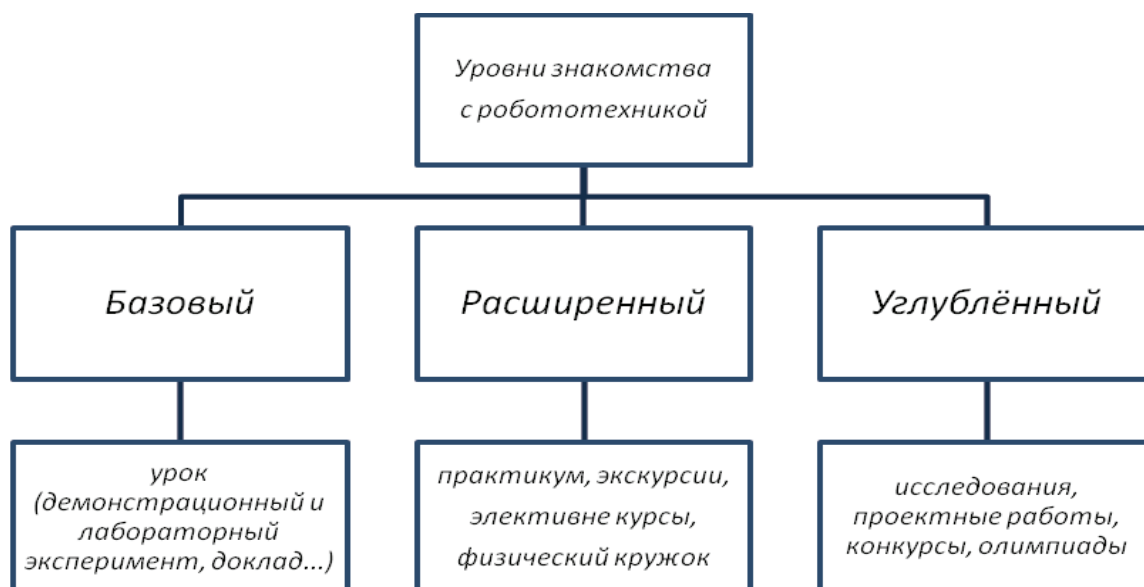 Уровни знакомства
с робототехникой
Базовый
Расширенный
Углублённый
урок
(демонстрационный и
лабораторный
эксперимент, доклад...)
практикум, экскурсии,
элективне курсы,
физический кружок
исследования,
проектные работы,
конкурсы, олимпиады